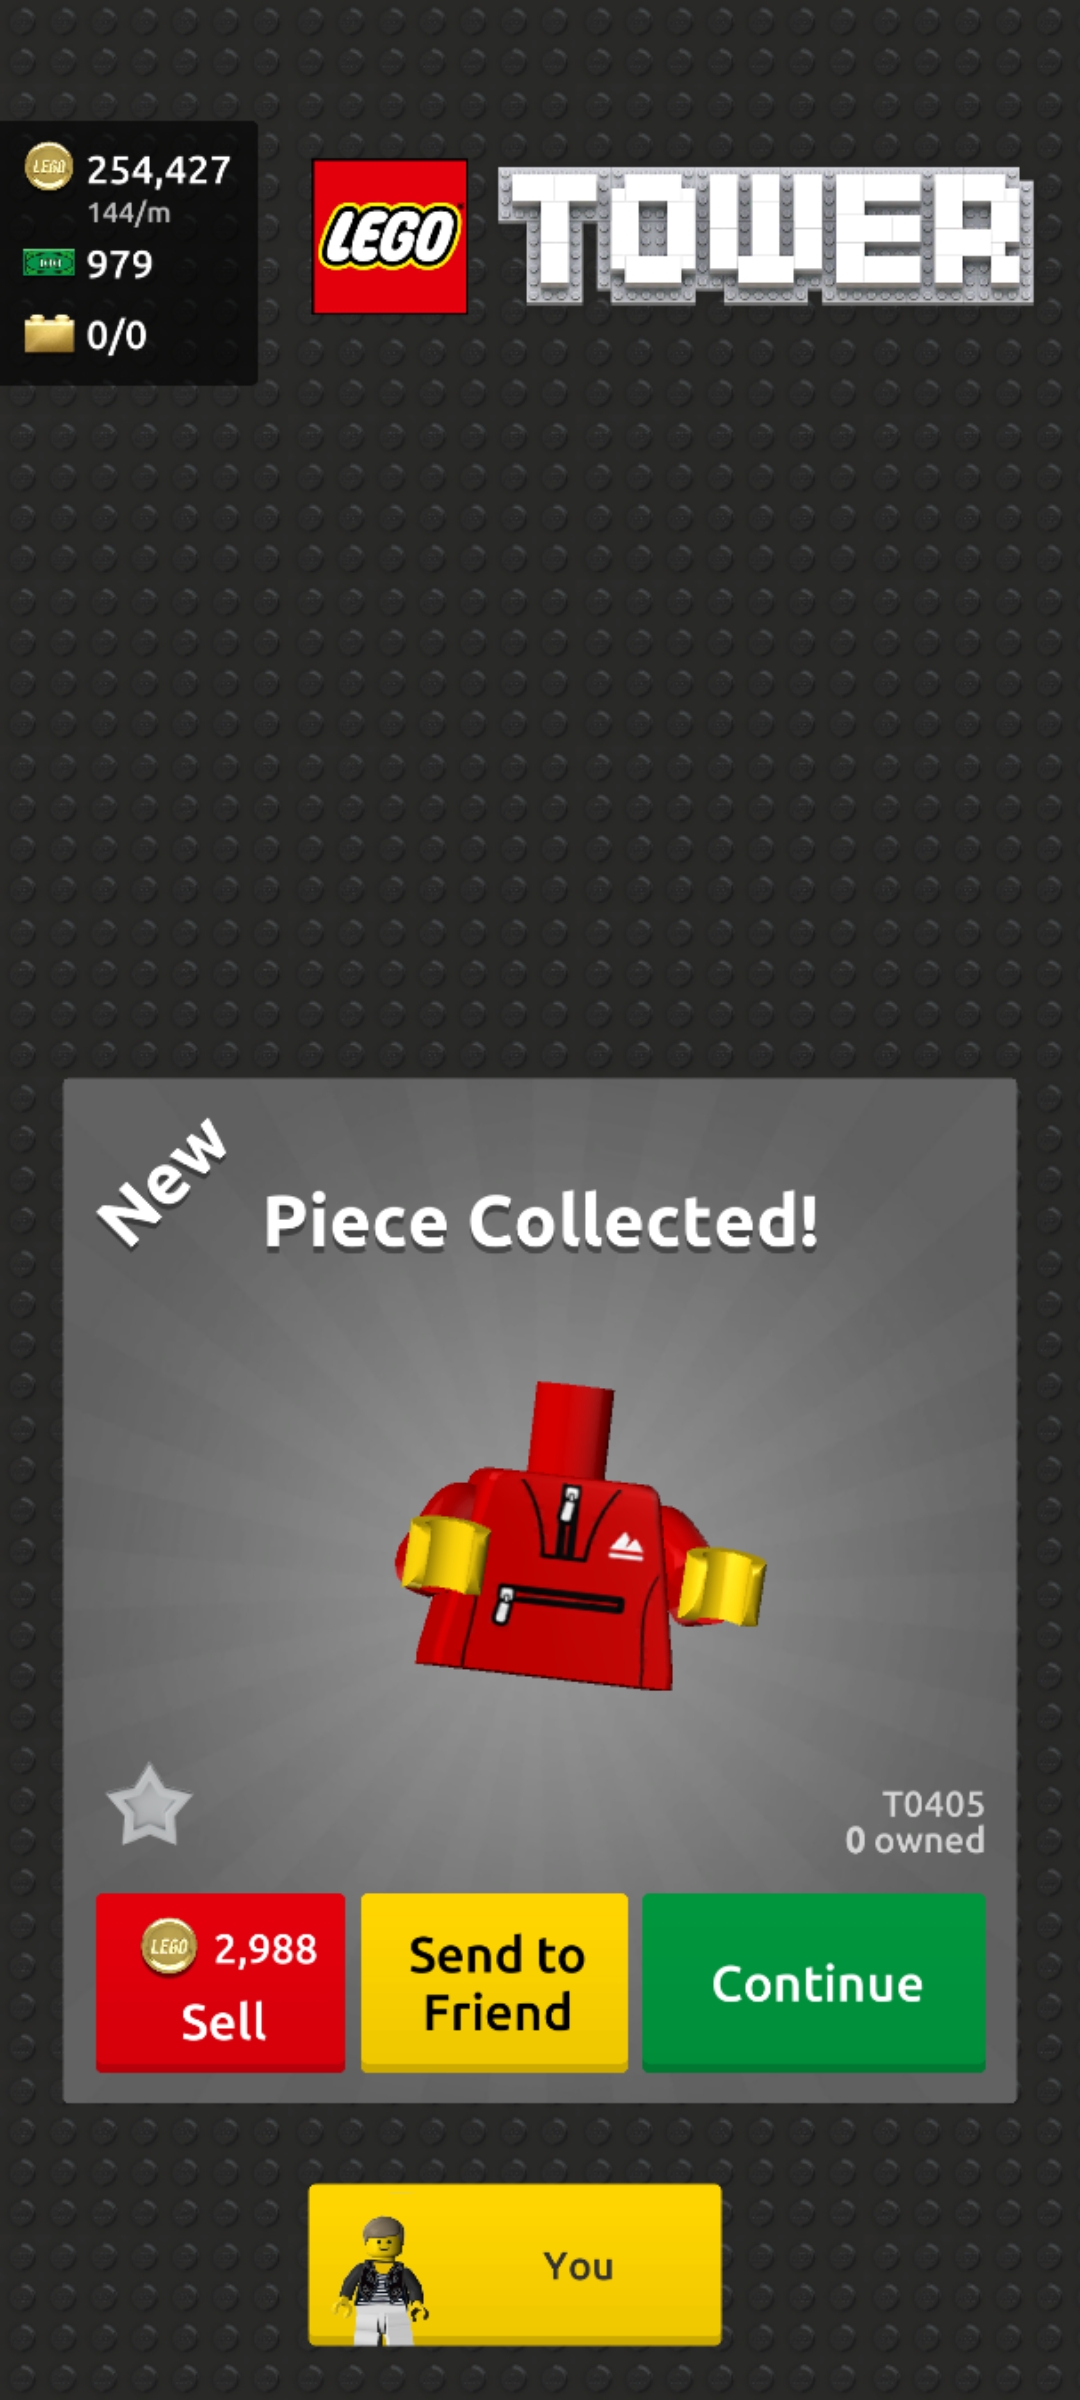 LEGO 254,427
144/m
979
0/0
LEGO TOWER
New
Piece Collected!
T0405
0 owned
LEGO 2,988
Sell
Send to
Friend
Continue
You